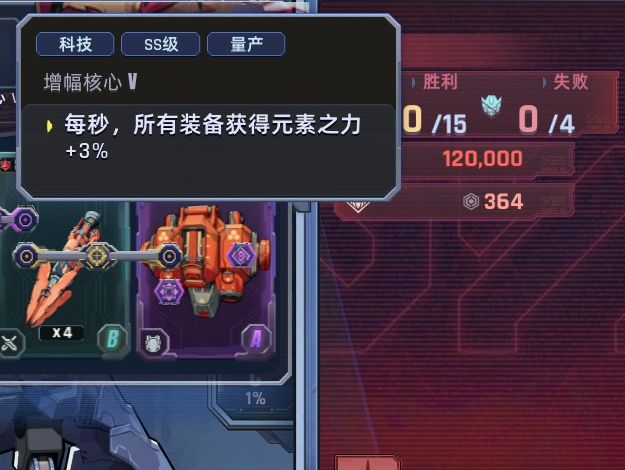 科技 SS级 量产
增幅核心 V
每秒，所有装备获得元素之力
+3%
胜利 失败
0/15 0/4
120,000
364
x4 B A
1%